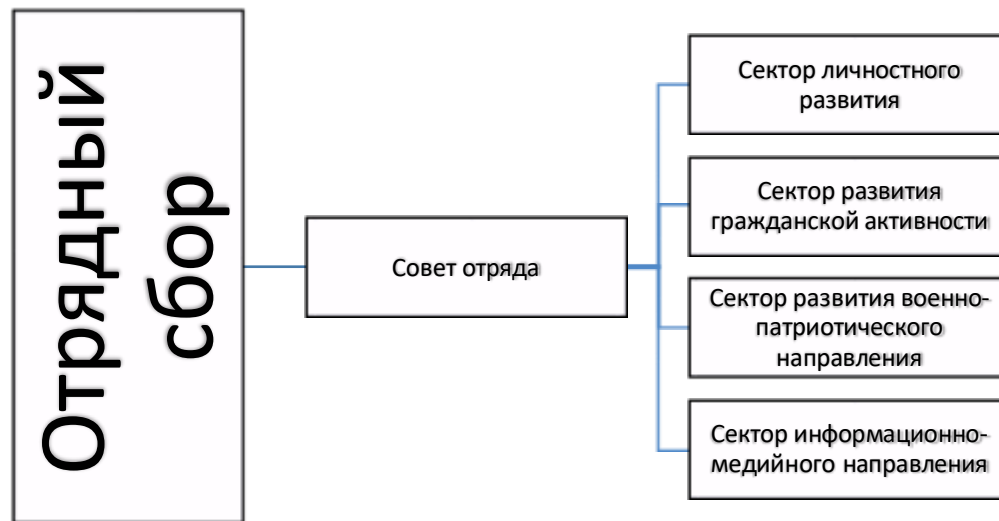 Отрядный
сбор
Совет отряда
Сектор личностного
развития
Сектор развития
гражданской активности
Сектор развития военно-
патриотического
направления
Сектор информационно-
медийного направления